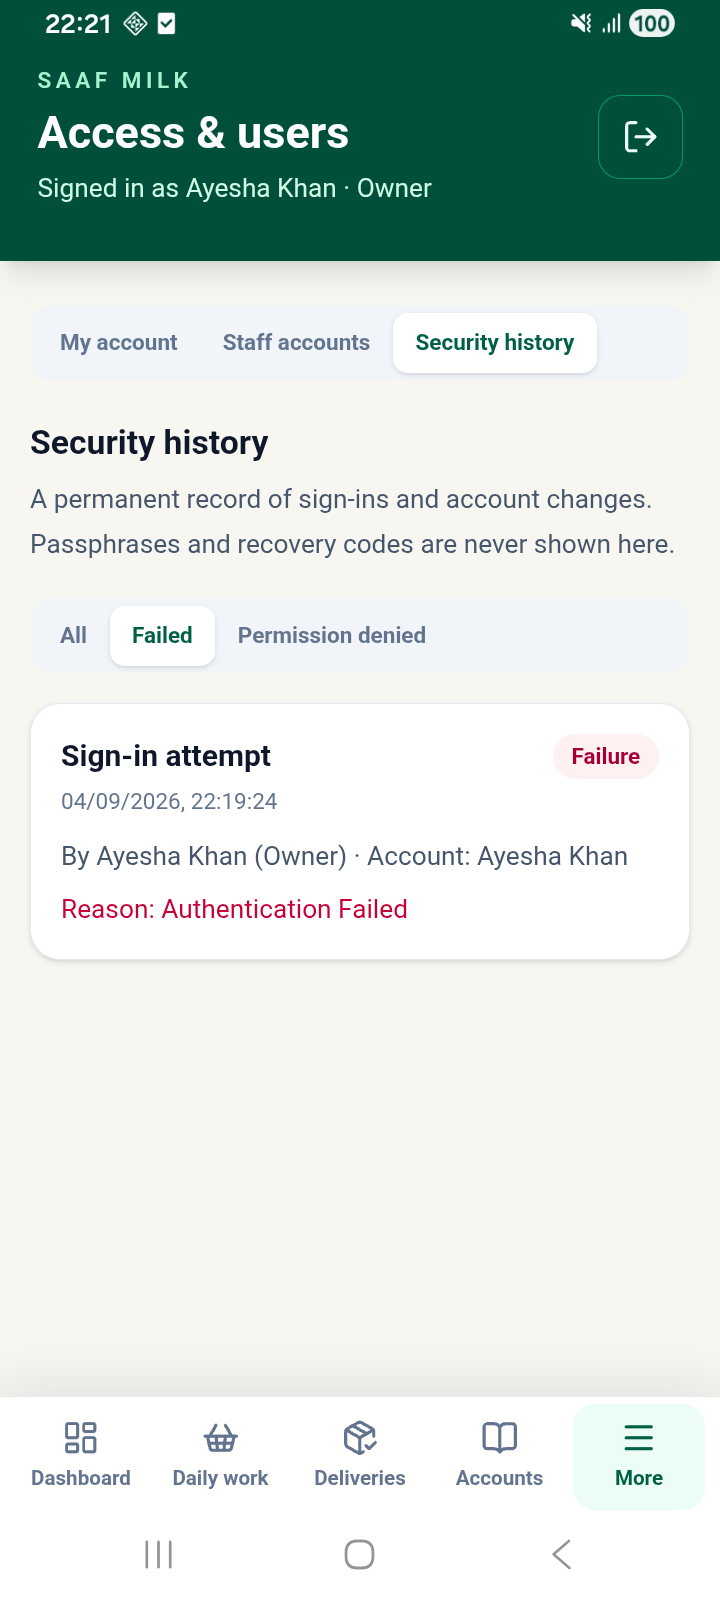 22:21
100
SAAF MILK
Access & users
Signed in as Ayesha Khan · Owner
My account
Staff accounts
Security history
Security history
A permanent record of sign-ins and account changes.
Passphrases and recovery codes are never shown here.
All
Failed
Permission denied
Sign-in attempt
Failure
04/09/2026, 22:19:24
By Ayesha Khan (Owner) · Account: Ayesha Khan
Reason: Authentication Failed
Dashboard
Daily work
Deliveries
Accounts
More